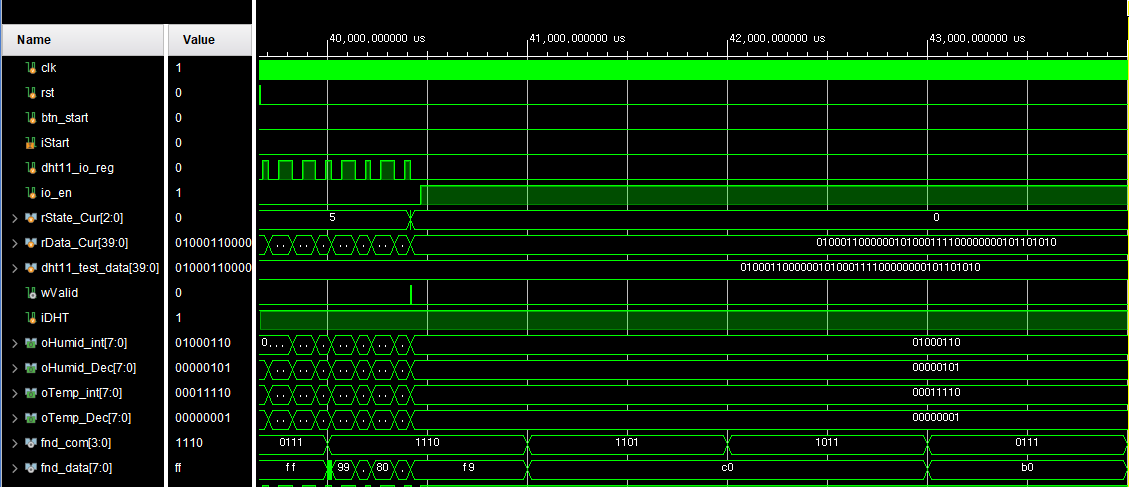 Name Value 40,000,000000 us 41,000,000000 us 42,000,000000 us 43,000,000000 us
clk 1
rst 0
btn_start 0
iStart 0
dht11_io_reg 0
io_en 1
rState_Cur[2:0] 0 5 0
rData_Cur[39:0] 01000110000 0100011000000101000111100000000101101010
dht11_test_data[39:0] 01000110000 0100011000000101000111100000000101101010
wValid 0
iDHT 1
oHumid_int[7:0] 01000110 0... 01000110
oHumid_Dec[7:0] 00000101 00000101
oTemp_int[7:0] 00011110 00011110
oTemp_Dec[7:0] 00000001 00000001
fnd_com[3:0] 1110 0111 1110 1101 1011 0111
fnd_data[7:0] ff ff 99 80 f9 c0 b0